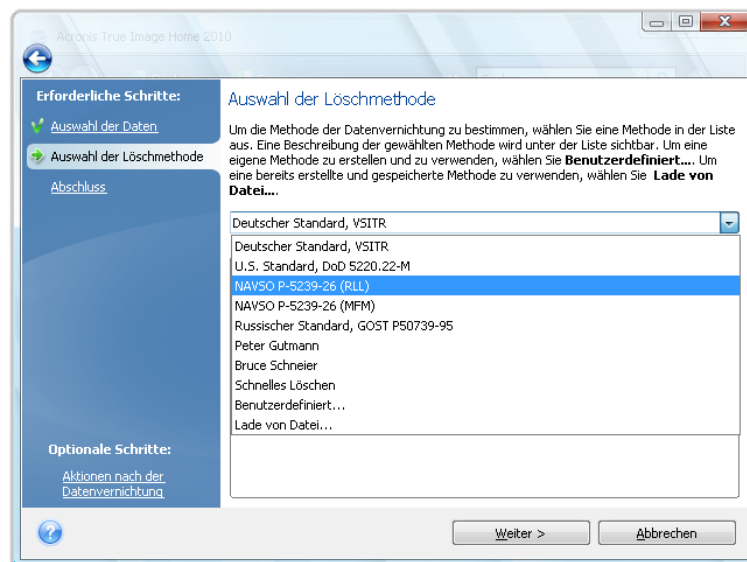 Acronis True Image Home 2010
Erforderliche Schritte:
Auswahl der Daten
Auswahl der Löschmethode
Abschluss
Optionale Schritte:
Aktionen nach der
Datenvernichtung
Auswahl der Löschmethode
Um die Methode der Datenvernichtung zu bestimmen, wählen Sie eine Methode in der Liste
aus. Eine Beschreibung der gewählten Methode wird unter der Liste sichtbar. Um eine
eigene Methode zu erstellen und zu verwenden, wählen Sie Benutzerdefiniert.... Um
eine bereits erstellte und gespeicherte Methode zu verwenden, wählen Sie Lade von
Datei....
Deutscher Standard, VSITR
Deutscher Standard, VSITR
U.S. Standard, DoD 5220.22-M
NAVSO P-5239-26 (RLL)
NAVSO P-5239-26 (MFM)
Russischer Standard, GOST P50739-95
Peter Gutmann
Bruce Schneier
Schnelles Löschen
Benutzerdefiniert...
Lade von Datei...
Weiter >
Abbrechen